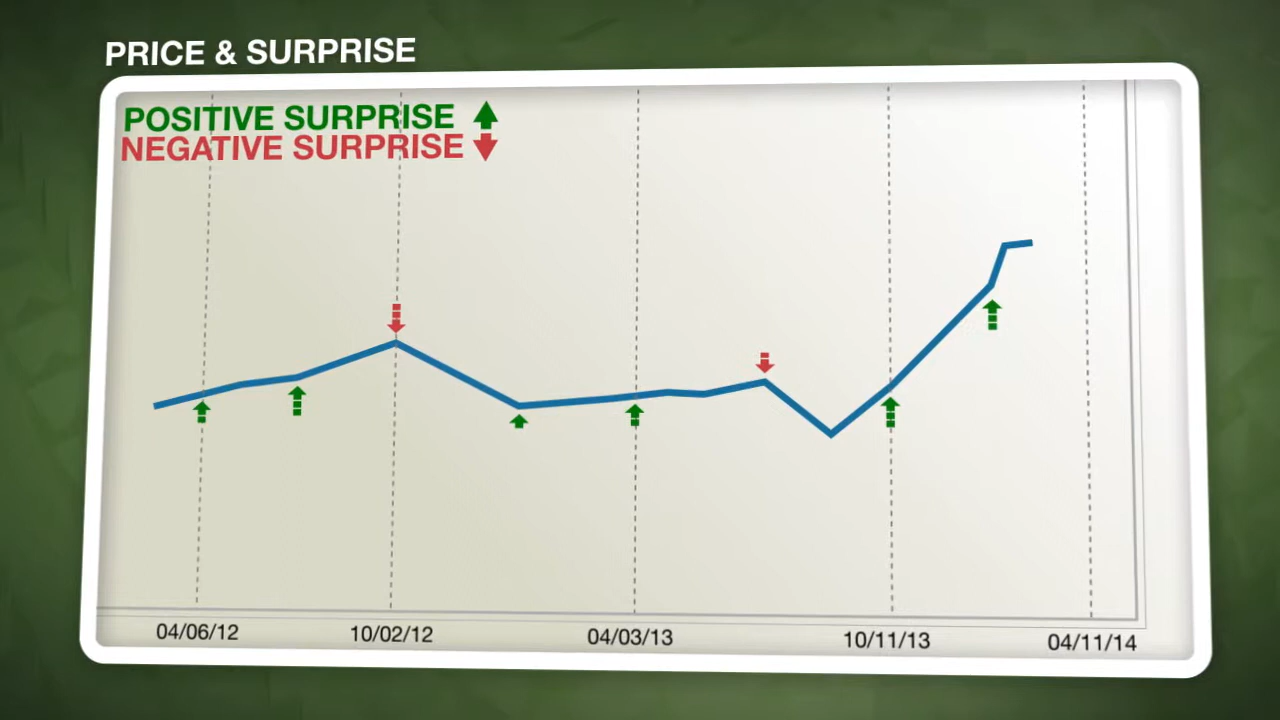 PRICE & SURPRISE
POSITIVE SURPRISE
NEGATIVE SURPRISE
04/06/12
10/02/12
04/03/13
10/11/13
04/11/14